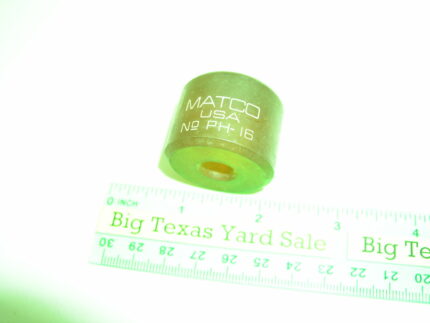 MATCO
USA
No PH-16
0 INCH 1 2 3 4
Big Texas Yard Sale Big Te
30 29 28 27 26 25 24 23 22 21 20